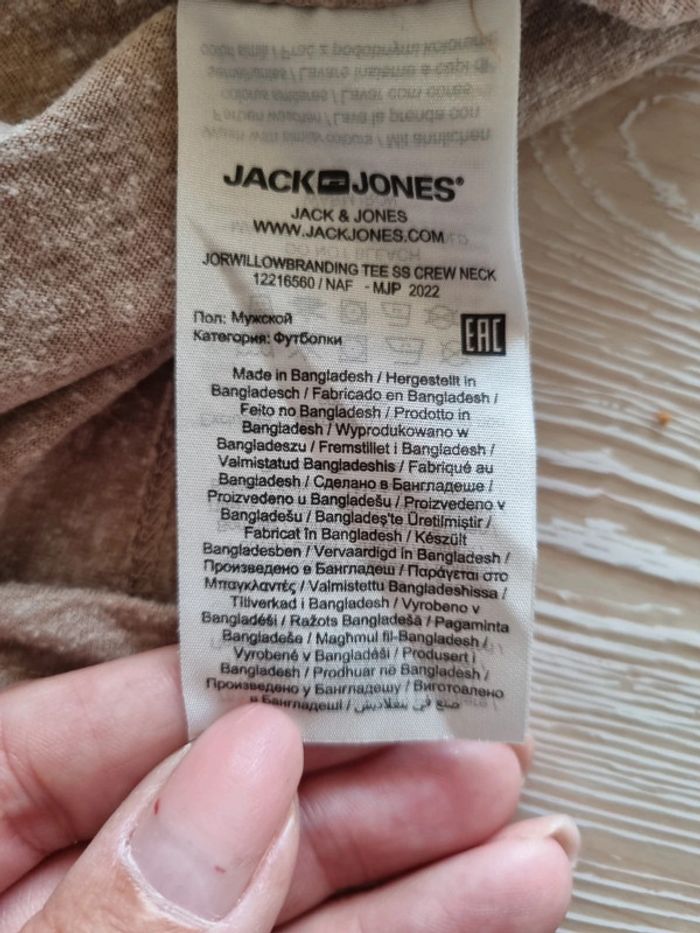 JACK JONES®
JACK & JONES
WWW.JACKJONES.COM
JORWILLOWBRANDING TEE SS CREW NECK
12216560 / NAF - MJP 2022
Пол: Мужской
Категория: Футболки
EAC
Made in Bangladesh / Hergestellt in
Bangladesch / Fabricado en Bangladesh /
Feito no Bangladesh / Prodotto in
Bangladesh / Wyprodukowano w
Bangladeszu / Fremstillet i Bangladesh /
Valmistatud Bangladeshis / Fabriqué au
Bangladesh / Сделано в Бангладеше /
Proizvedeno u Bangladešu / Proizvedeno v
Bangladešu / Bangladeş'te Üretilmiştir /
Fabricat în Bangladesh / Készült
Bangladesben / Vervaardigd in Bangladesh /
Произведено в Бангладеш / Παράγεται στο
Μπαγκλαντές / Valmistettu Bangladeshissa /
Tillverkad i Bangladesh / Vyrobeno v
Bangladéši / Ražots Bangladešā / Pagaminta
Bangladeše / Magħmul fil-Bangladesh /
Vyrobené v Bangladéši / Produsert i
Bangladesh / Prodhuar në Bangladesh /
Произведено у Бангладешу / Виготовлено
в Бангладеші / صنع في بنغلاديش